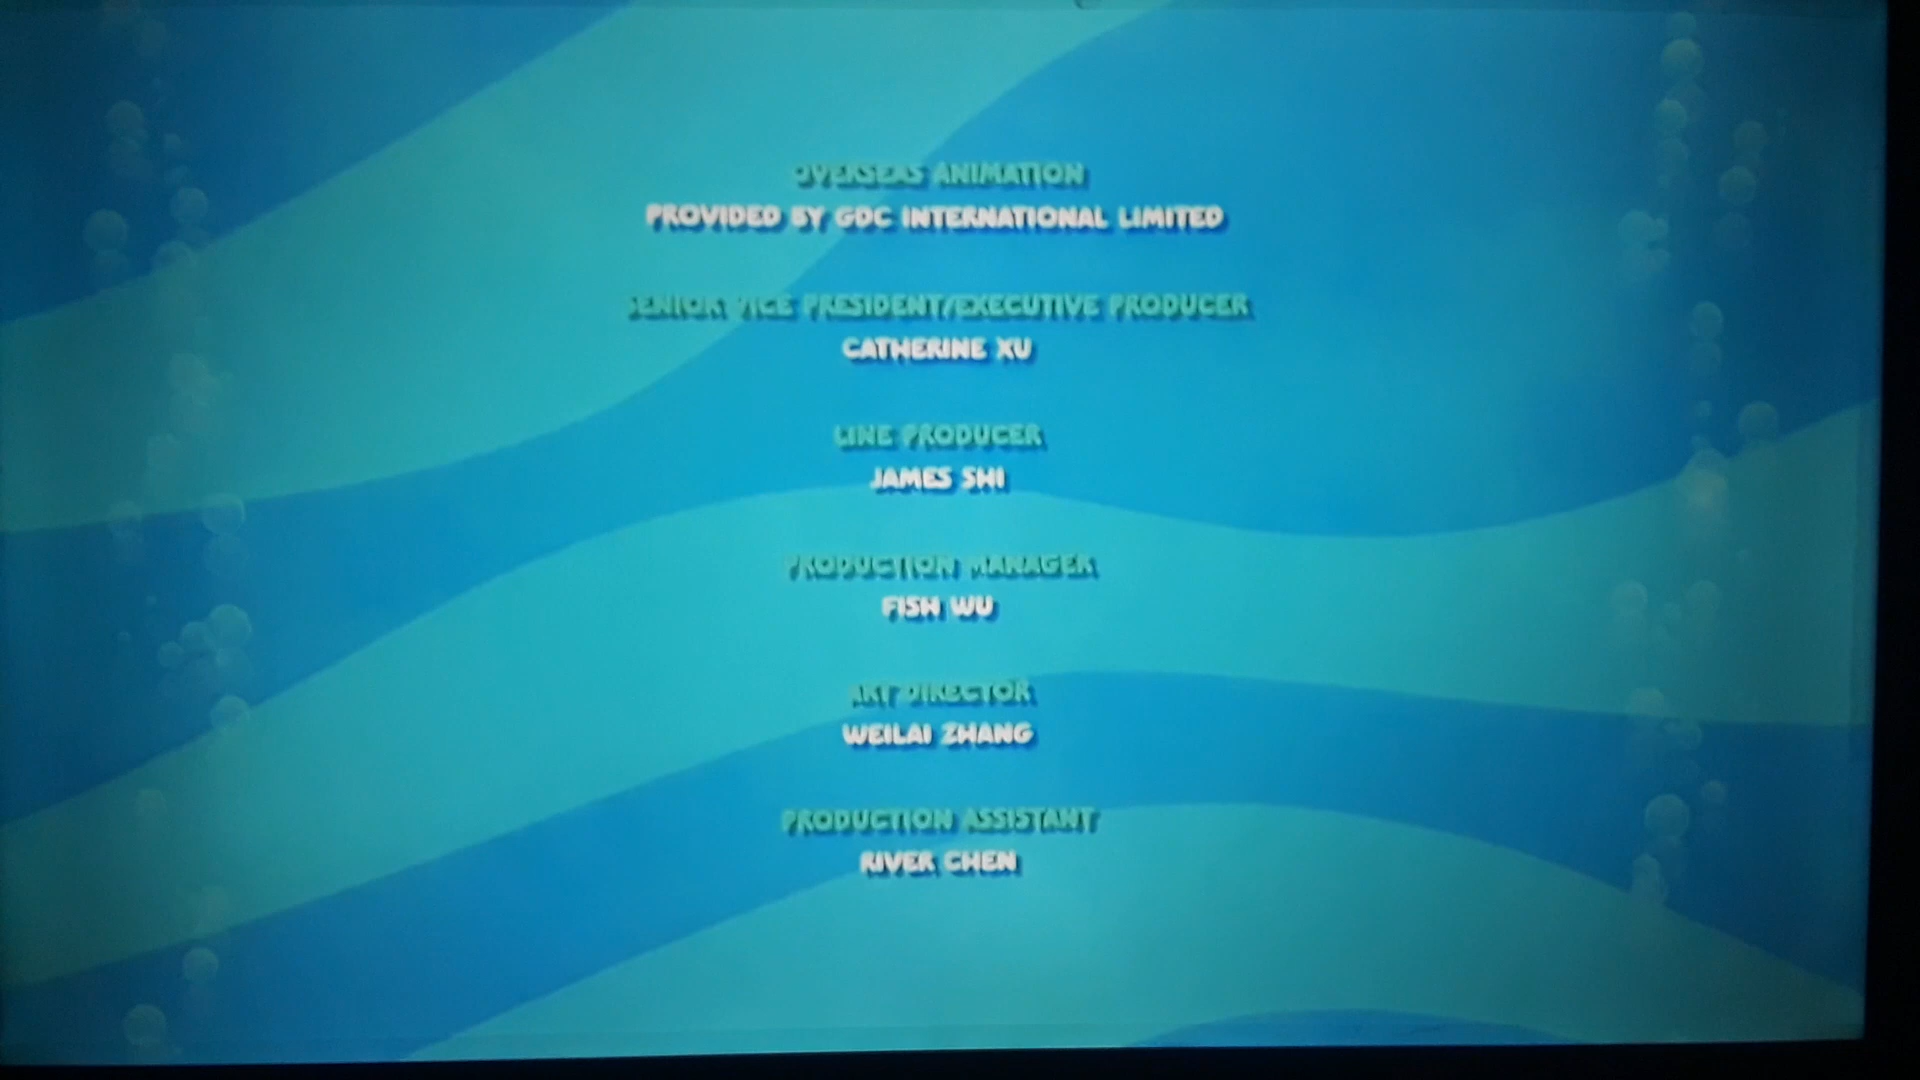 OVERSEAS ANIMATION
PROVIDED BY GDC INTERNATIONAL LIMITED
SENIOR VICE PRESIDENT/EXECUTIVE PRODUCER
CATHERINE XU
LINE PRODUCER
JAMES SHI
PRODUCTION MANAGER
FISH WU
ART DIRECTOR
WEILAI ZHANG
PRODUCTION ASSISTANT
RIVER CHEN